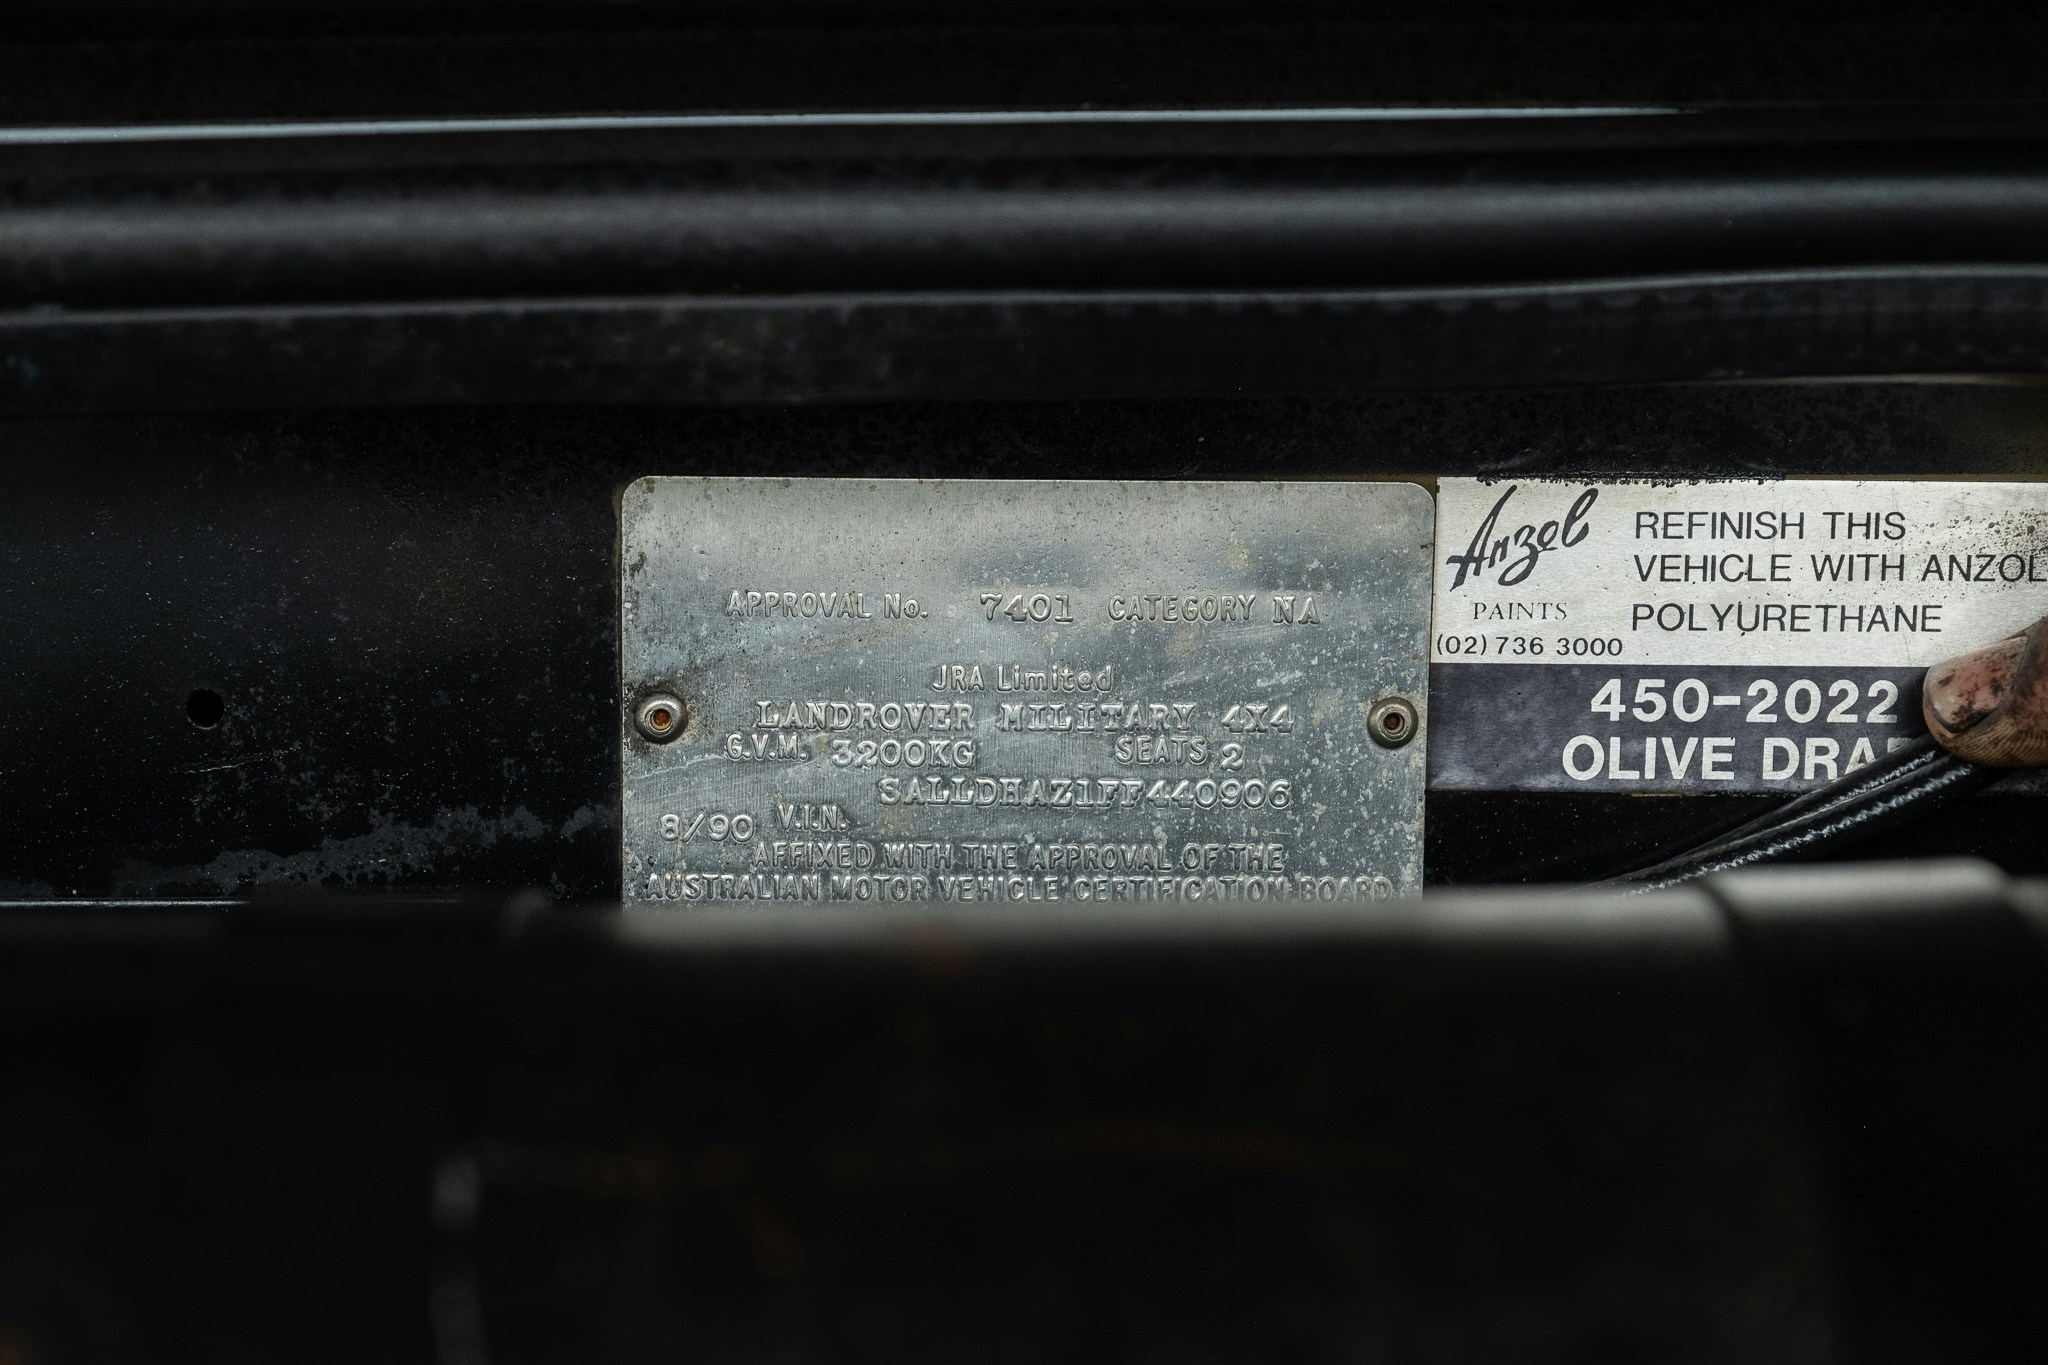 APPROVAL No. 7401 CATEGORY NA
JRA Limited
LANDROVER MILITARY 4X4
G.V.M. 3200KG SEATS 2
SALLDHAZ1FF440906
8/90 V.I.N.
AFFIXED WITH THE APPROVAL OF THE
AUSTRALIAN MOTOR VEHICLE CERTIFICATION BOARD
Anzol
PAINTS
(02) 736 3000
REFINISH THIS
VEHICLE WITH ANZOL
POLYURETHANE
450-2022
OLIVE DRA